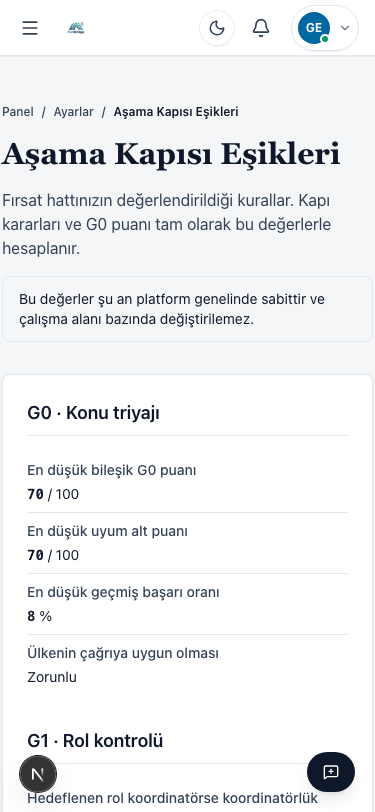 GE
Panel / Ayarlar / Aşama Kapısı Eşikleri
Aşama Kapısı Eşikleri
Fırsat hattınızın değerlendirildiği kurallar. Kapı
kararları ve G0 puanı tam olarak bu değerlerle
hesaplanır.
Bu değerler şu an platform genelinde sabittir ve
çalışma alanı bazında değiştirilemez.
G0 · Konu triyajı
En düşük bileşik G0 puanı
70 / 100
En düşük uyum alt puanı
70 / 100
En düşük geçmiş başarı oranı
8 %
Ülkenin çağrıya uygun olması
Zorunlu
G1 · Rol kontrolü
N
Hedeflenen rol koordinatörse koordinatörlük